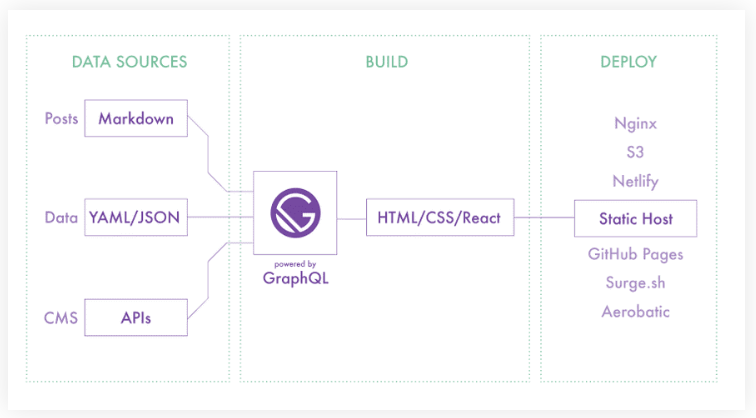 DATA SOURCES
BUILD
DEPLOY
Posts
Markdown
Data
YAML/JSON
CMS
APIs
powered by
GraphQL
HTML/CSS/React
Nginx
S3
Netlify
Static Host
GitHub Pages
Surge.sh
Aerobatic